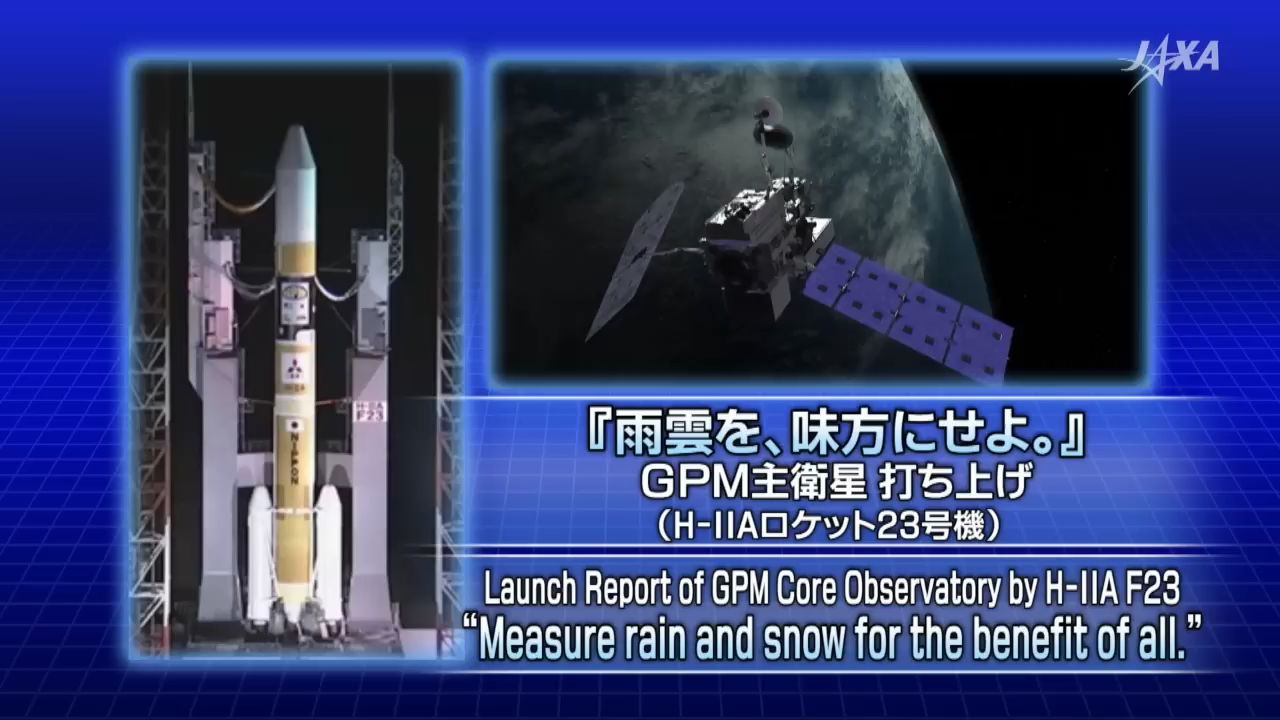 JAXA
NIPPON
H-IIA
F23
『雨雲を、味方にせよ。』
GPM主衛星 打ち上げ
（H-IIAロケット23号機）
Launch Report of GPM Core Observatory by H-IIA F23
“Measure rain and snow for the benefit of all.”